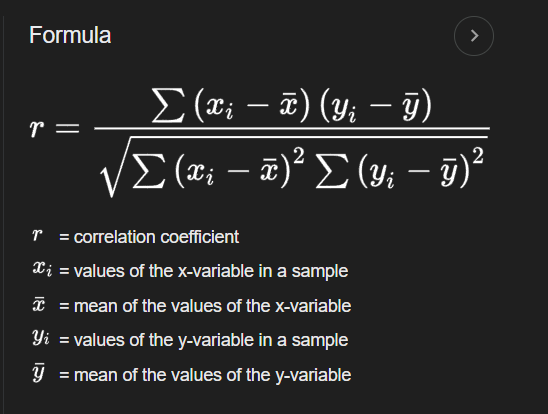 Formula
r = ∑ (xᵢ − x̄) (yᵢ − ȳ) / √∑ (xᵢ − x̄)² ∑ (yᵢ − ȳ)²
r = correlation coefficient
xᵢ = values of the x-variable in a sample
x̄ = mean of the values of the x-variable
yᵢ = values of the y-variable in a sample
ȳ = mean of the values of the y-variable